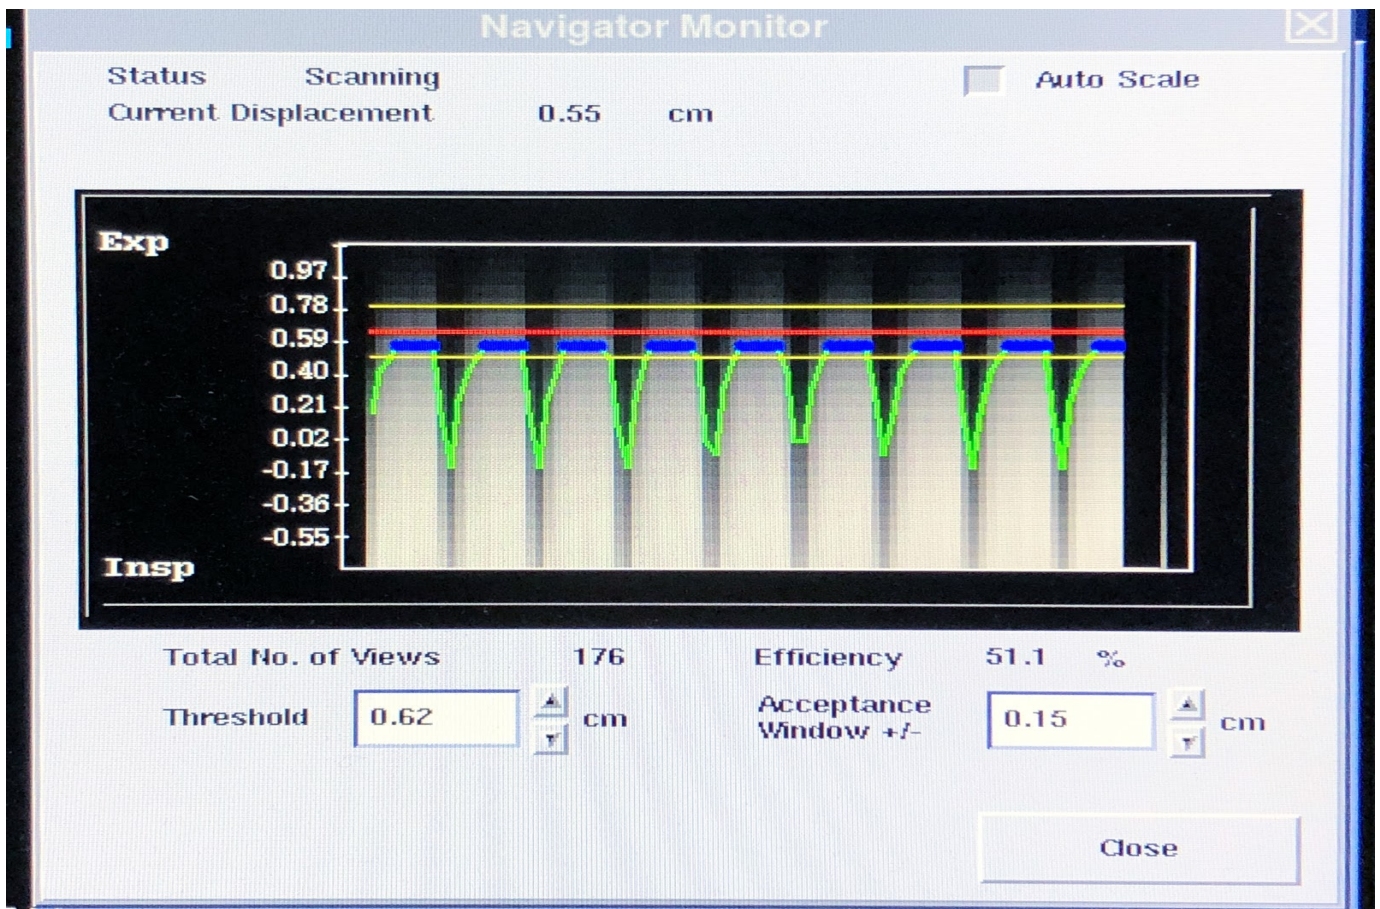 Navigator Monitor
Status Scanning
Auto Scale
Current Displacement 0.55 cm
Exp
0.97
0.78
0.59
0.40
0.21
0.02
-0.17
-0.36
-0.55
Insp
Total No. of Views 176
Efficiency 51.1 %
Threshold 0.62 cm
Acceptance
Window +/- 0.15 cm
Close